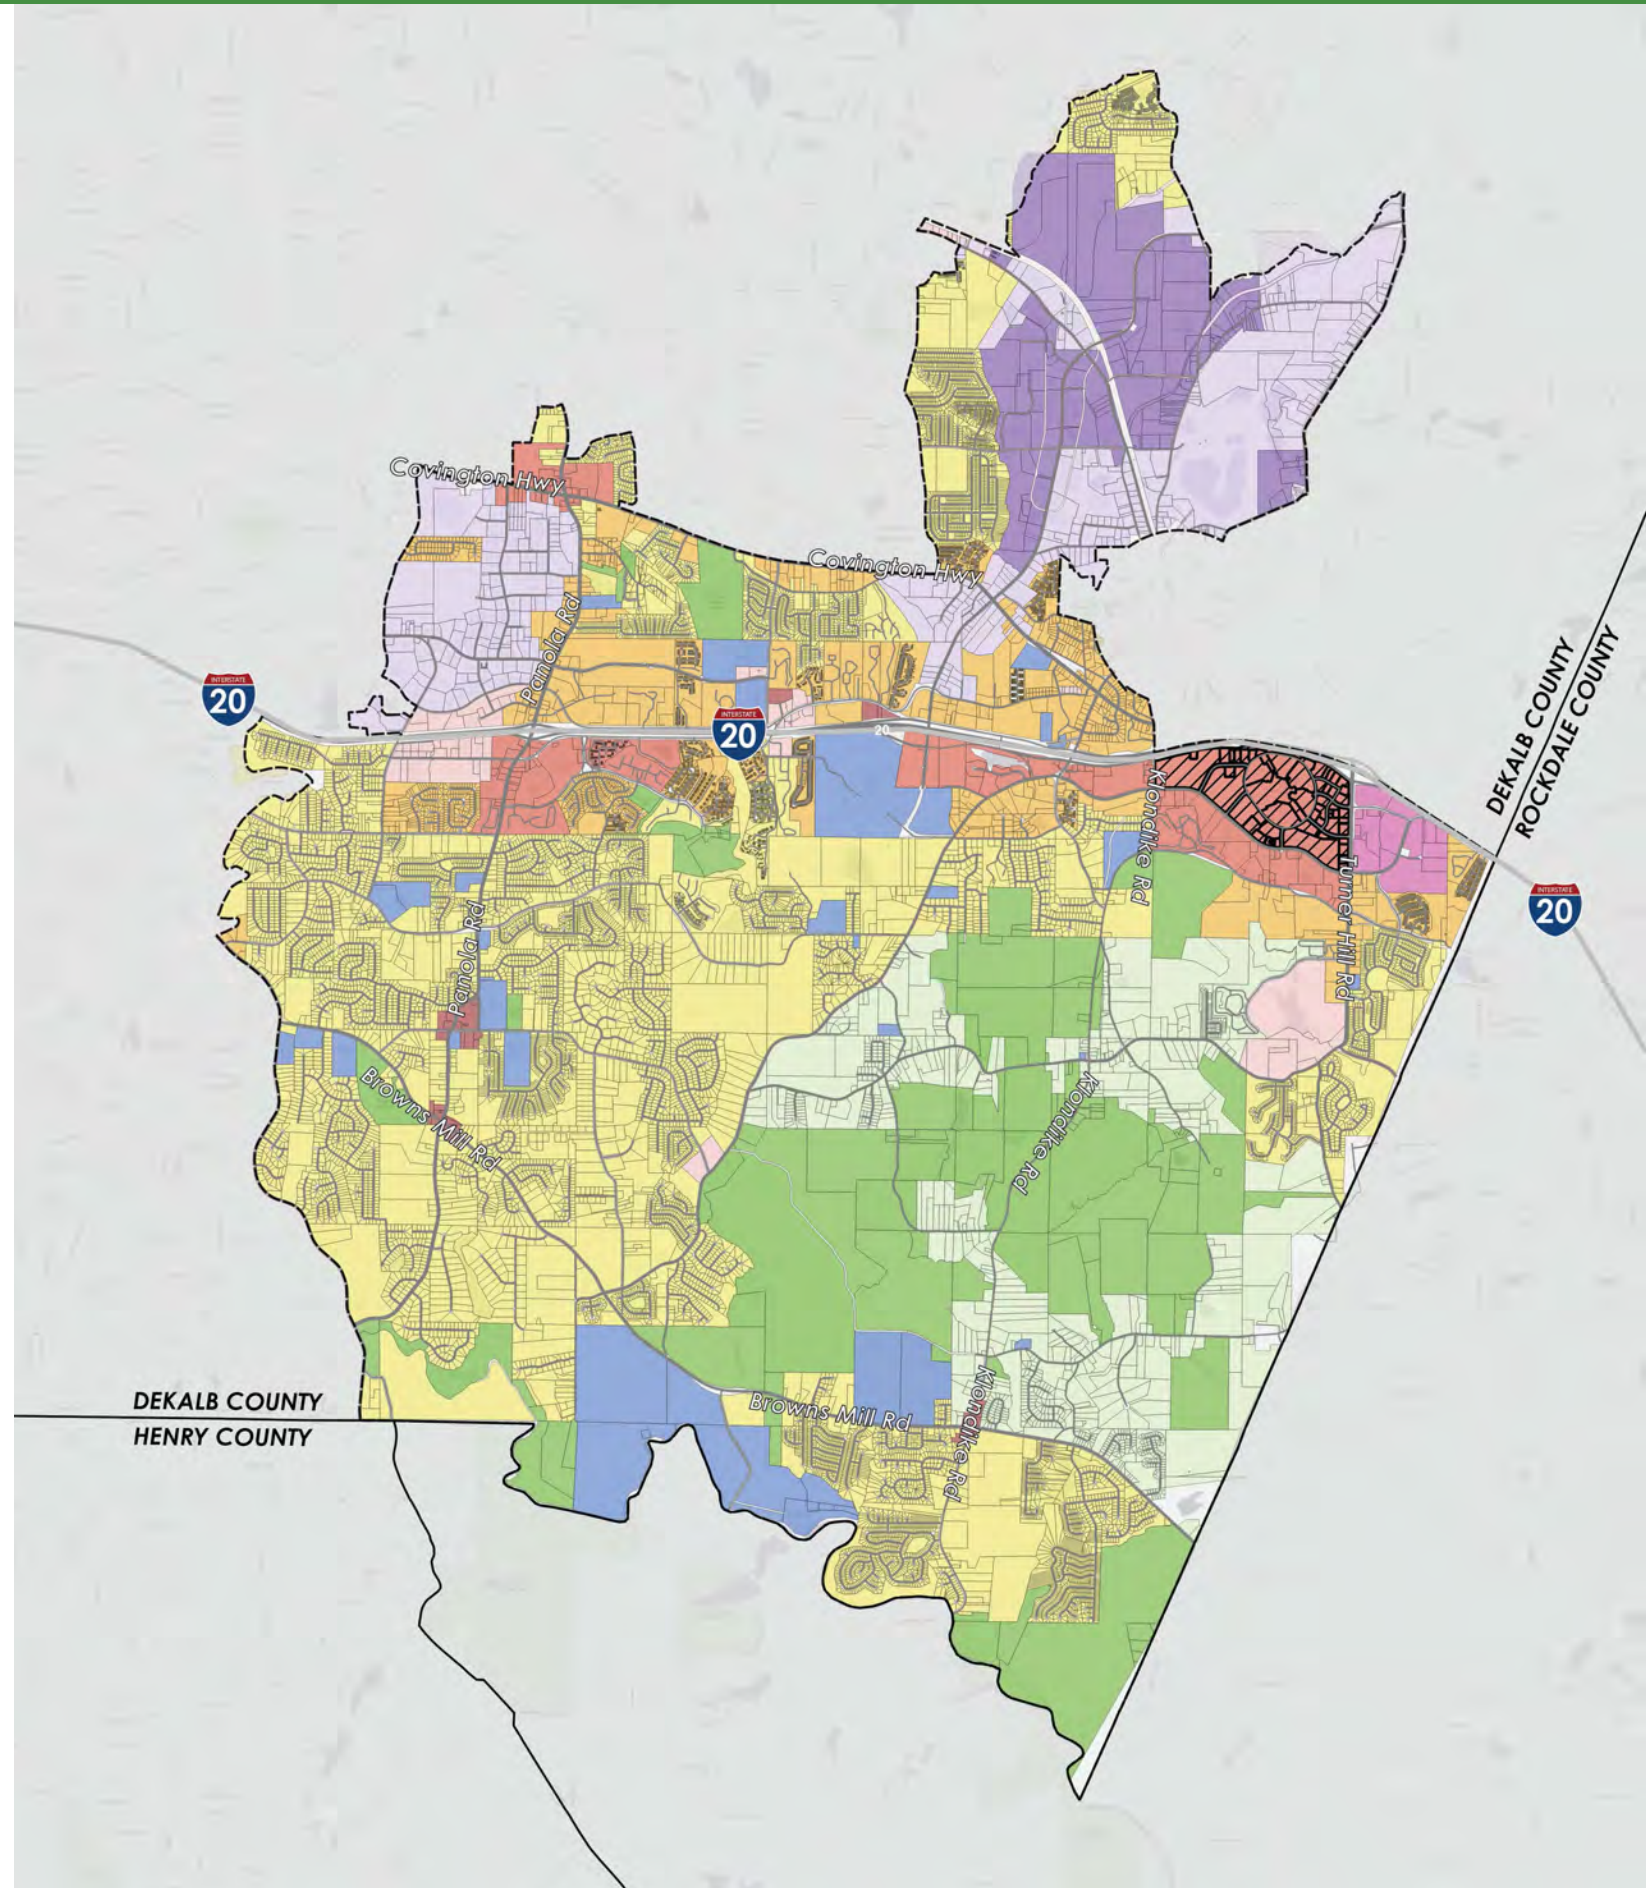 Covington Hwy
Covington Hwy
Panola Rd
INTERSTATE
20
INTERSTATE
20
20
DEKALB COUNTY
ROCKDALE COUNTY
Klondike Rd
Turner Hill Rd
INTERSTATE
20
Panola Rd
Browns Mill Rd
Klondike Rd
DEKALB COUNTY
HENRY COUNTY
Browns Mill Rd
Klondike Rd